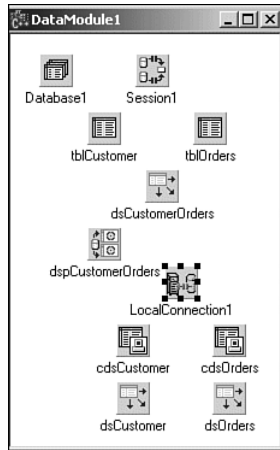 DataModule1
Database1 Session1
tblCustomer tblOrders
dsCustomerOrders
dspCustomerOrders
LocalConnection1
cdsCustomer cdsOrders
dsCustomer dsOrders